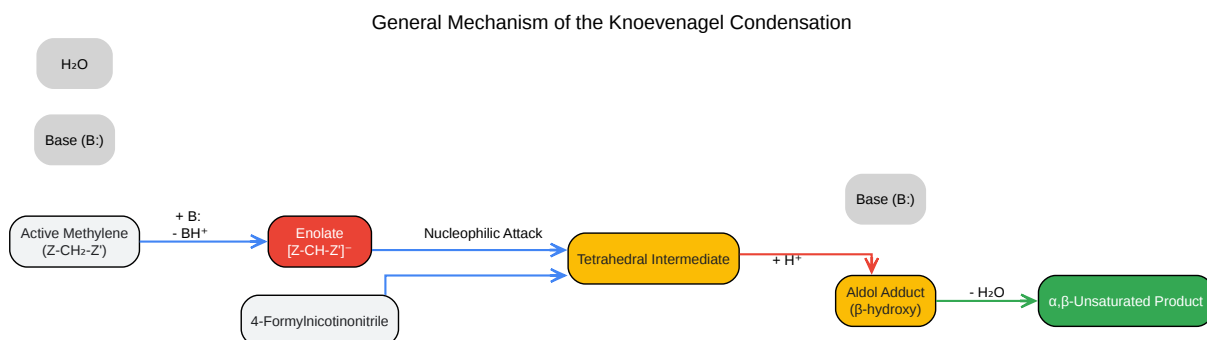 General Mechanism of the Knoevenagel Condensation
H₂O
Base (B:)
Base (B:)
Active Methylene
(Z-CH₂-Z')
+ B:
- BH⁺
Enolate
[Z-CH-Z']⁻
Nucleophilic Attack
Tetrahedral Intermediate
+ H⁺
4-Formylnicotinonitrile
Aldol Adduct
(β-hydroxy)
- H₂O
α,β-Unsaturated Product